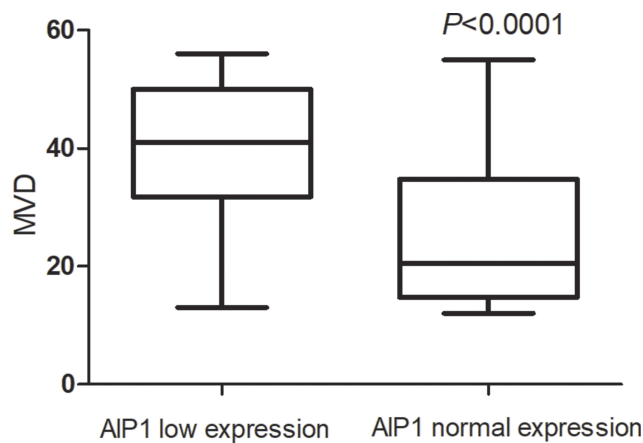 P<0.0001
60
40
20
0
MVD
AIP1 low expression
AIP1 normal expression